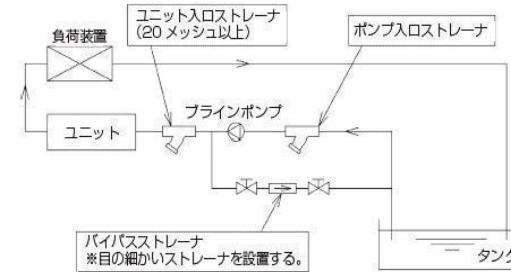 ユニット入口ストレーナ
(20メッシュ以上)
ポンプ入口ストレーナ
負荷装置
ブラインポンプ
ユニット
バイパスストレーナ
※目の細かいストレーナを設置する。
タンク